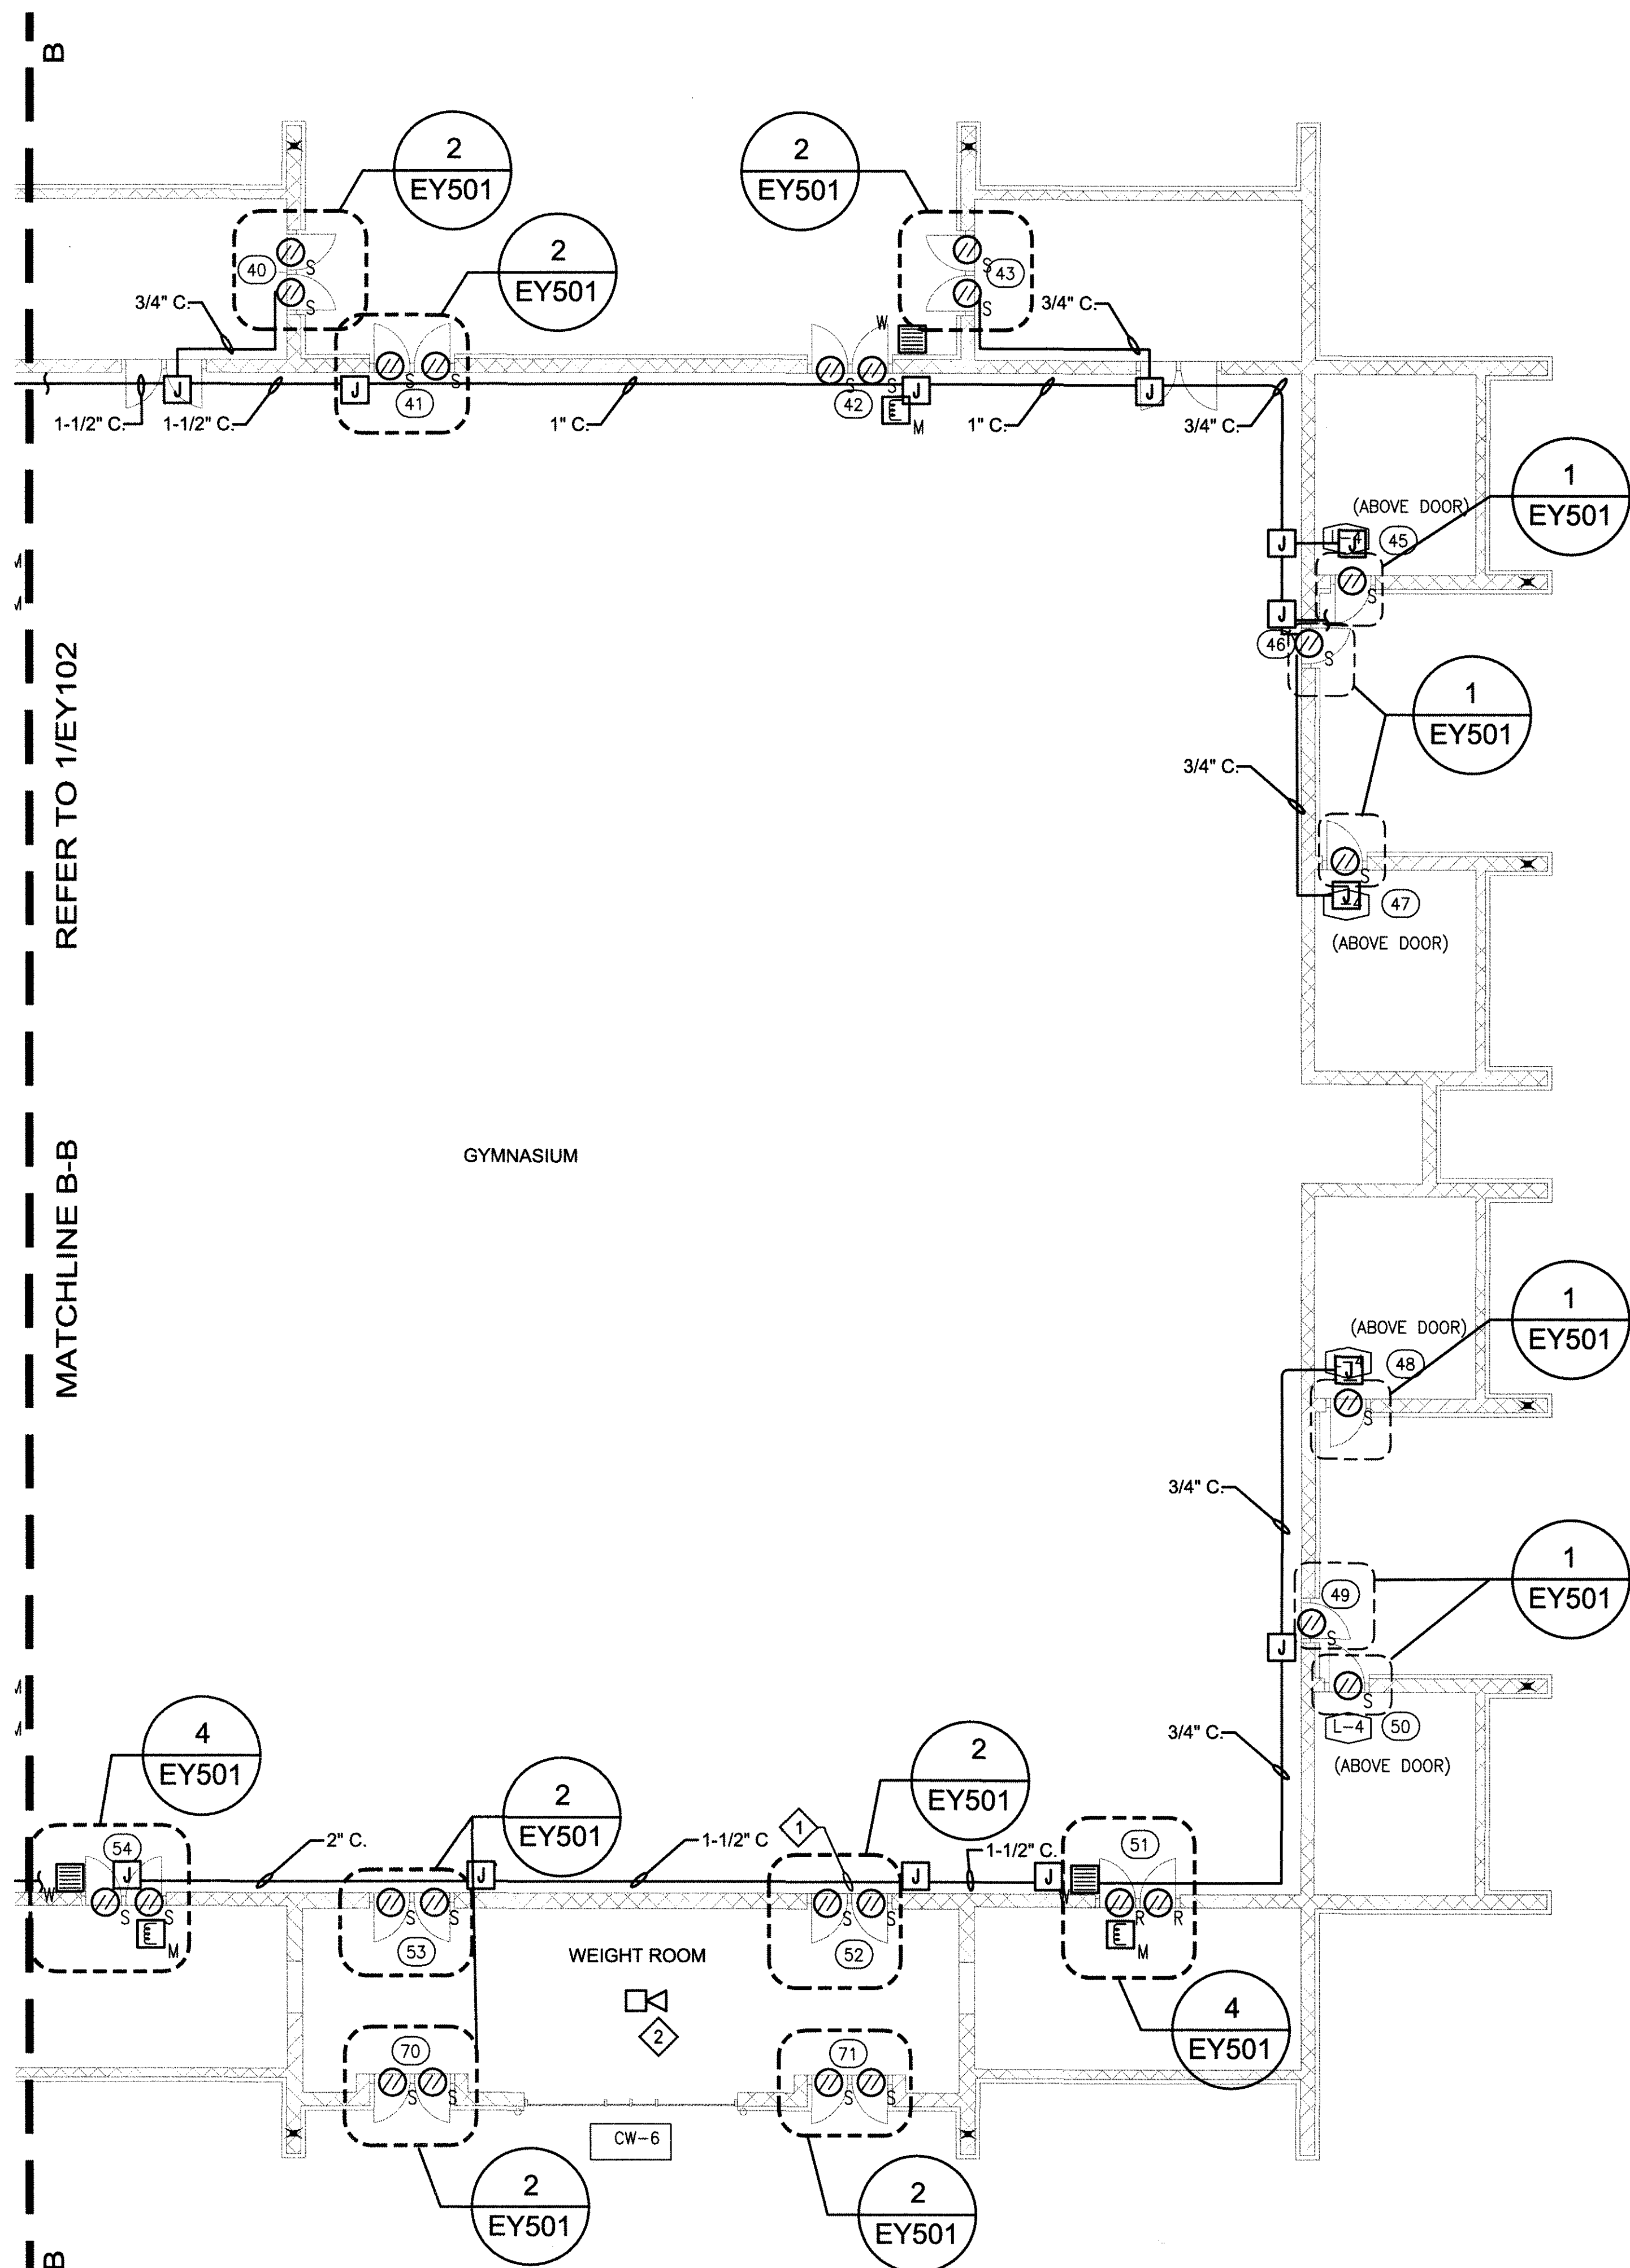 B
2
EY501
2
EY501
2
EY501
40
S
S
S
43
S
3/4" C.
3/4" C.
W
S
S
41
S
S
42
J
J
J
J
M
1-1/2" C.
1-1/2" C.
1" C.
1" C.
3/4" C.
1
EY501
(ABOVE DOOR)
J
J
45
S
J
46
S
1
EY501
REFER TO 1/EY102
3/4" C.
S
J
47
(ABOVE DOOR)
GYMNASIUM
MATCHLINE B-B
1
EY501
(ABOVE DOOR)
J
48
S
3/4" C.
1
EY501
49
S
J
S
L-4
50
(ABOVE DOOR)
3/4" C.
4
EY501
2
EY501
2
EY501
1
54
2" C.
1-1/2" C
1-1/2" C.
51
J
J
J
J
W
S
S
S
S
S
S
R
R
M
M
53
52
WEIGHT ROOM
2
4
EY501
70
71
S
S
S
S
CW-6
2
EY501
2
EY501
B